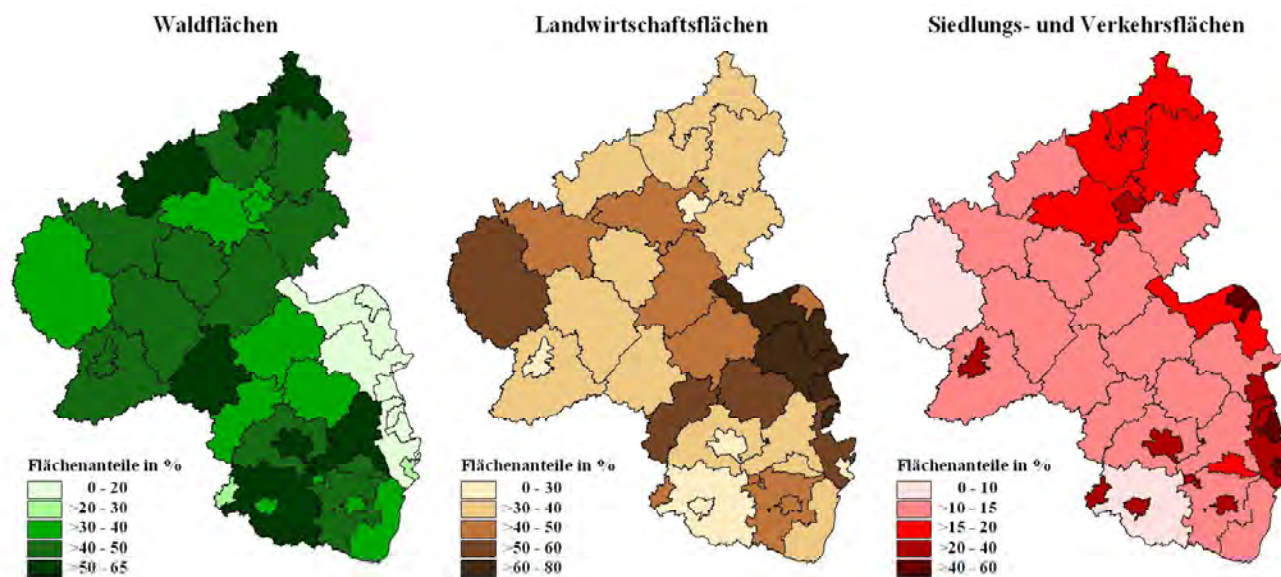 Waldflächen
Flächenanteile in %
0 - 20
>20 - 30
>30 - 40
>40 - 50
>50 - 65
Landwirtschaftsflächen
Flächenanteile in %
0 - 30
>30 - 40
>40 - 50
>50 - 60
>60 - 80
Siedlungs- und Verkehrsflächen
Flächenanteile in %
0 - 10
>10 - 15
>15 - 20
>20 - 40
>40 - 60